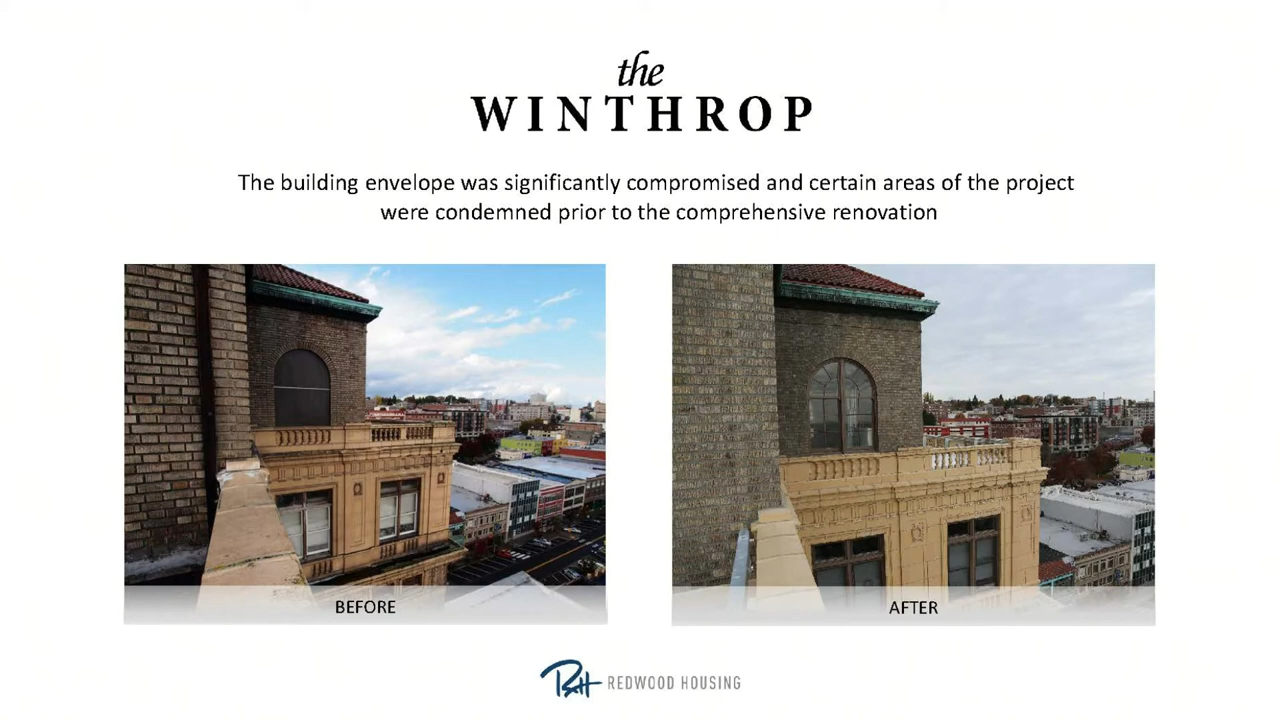 the
WINTHROP
The building envelope was significantly compromised and certain areas of the project
were condemned prior to the comprehensive renovation
BEFORE
AFTER
RH REDWOOD HOUSING